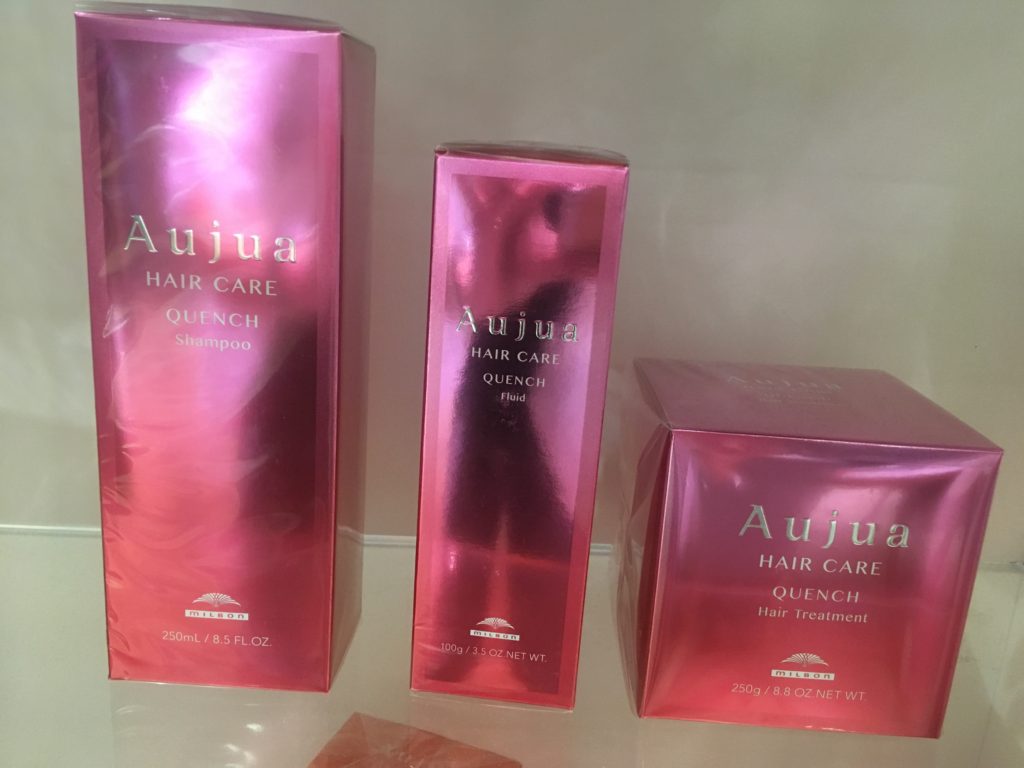 Aujua
HAIR CARE
QUENCH
Shampoo
MILBON
250mL / 8.5 FL.OZ.
Aujua
HAIR CARE
QUENCH
Fluid
MILBON
100g / 3.5 OZ.NET WT.
Aujua
Aujua
HAIR CARE
QUENCH
Hair Treatment
MILBON
250g / 8.8 OZ.NET WT.